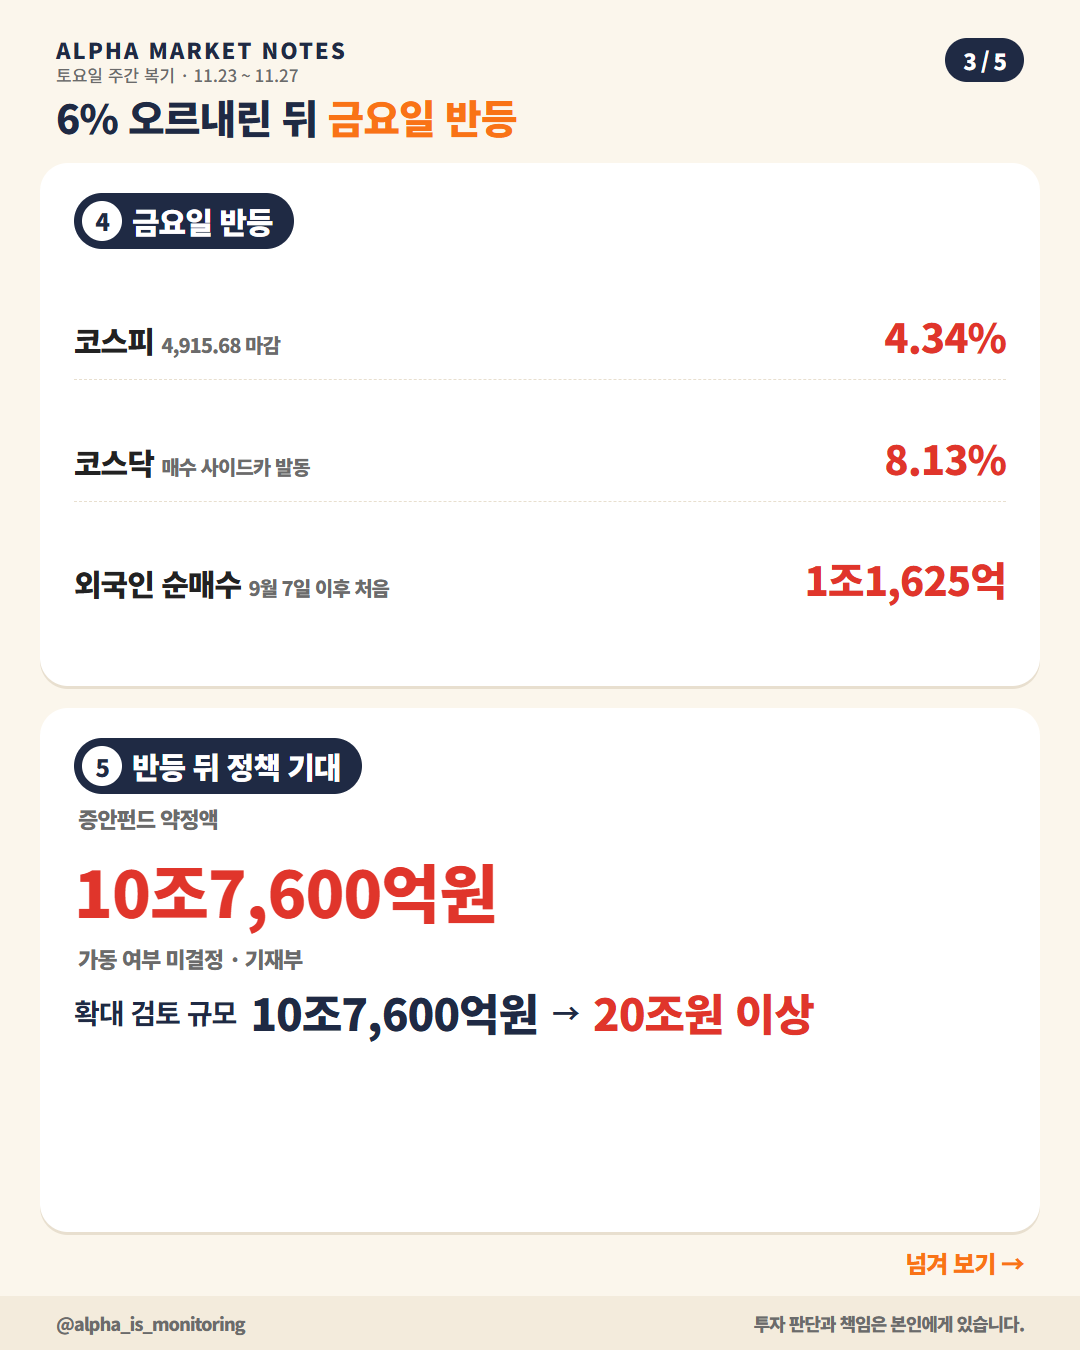 ALPHA MARKET NOTES
토요일 주간 복기 · 11.23 ~ 11.27
3 / 5
6% 오르내린 뒤 금요일 반등
4 금요일 반등
코스피 4,915.68 마감 4.34%
코스닥 매수 사이드카 발동 8.13%
외국인 순매수 9월 7일 이후 처음 1조1,625억
5 반등 뒤 정책 기대
증안펀드 약정액
10조7,600억원
가동 여부 미결정 · 기재부
확대 검토 규모 10조7,600억원 → 20조원 이상
넘겨 보기 →
@alpha_is_monitoring
투자 판단과 책임은 본인에게 있습니다.